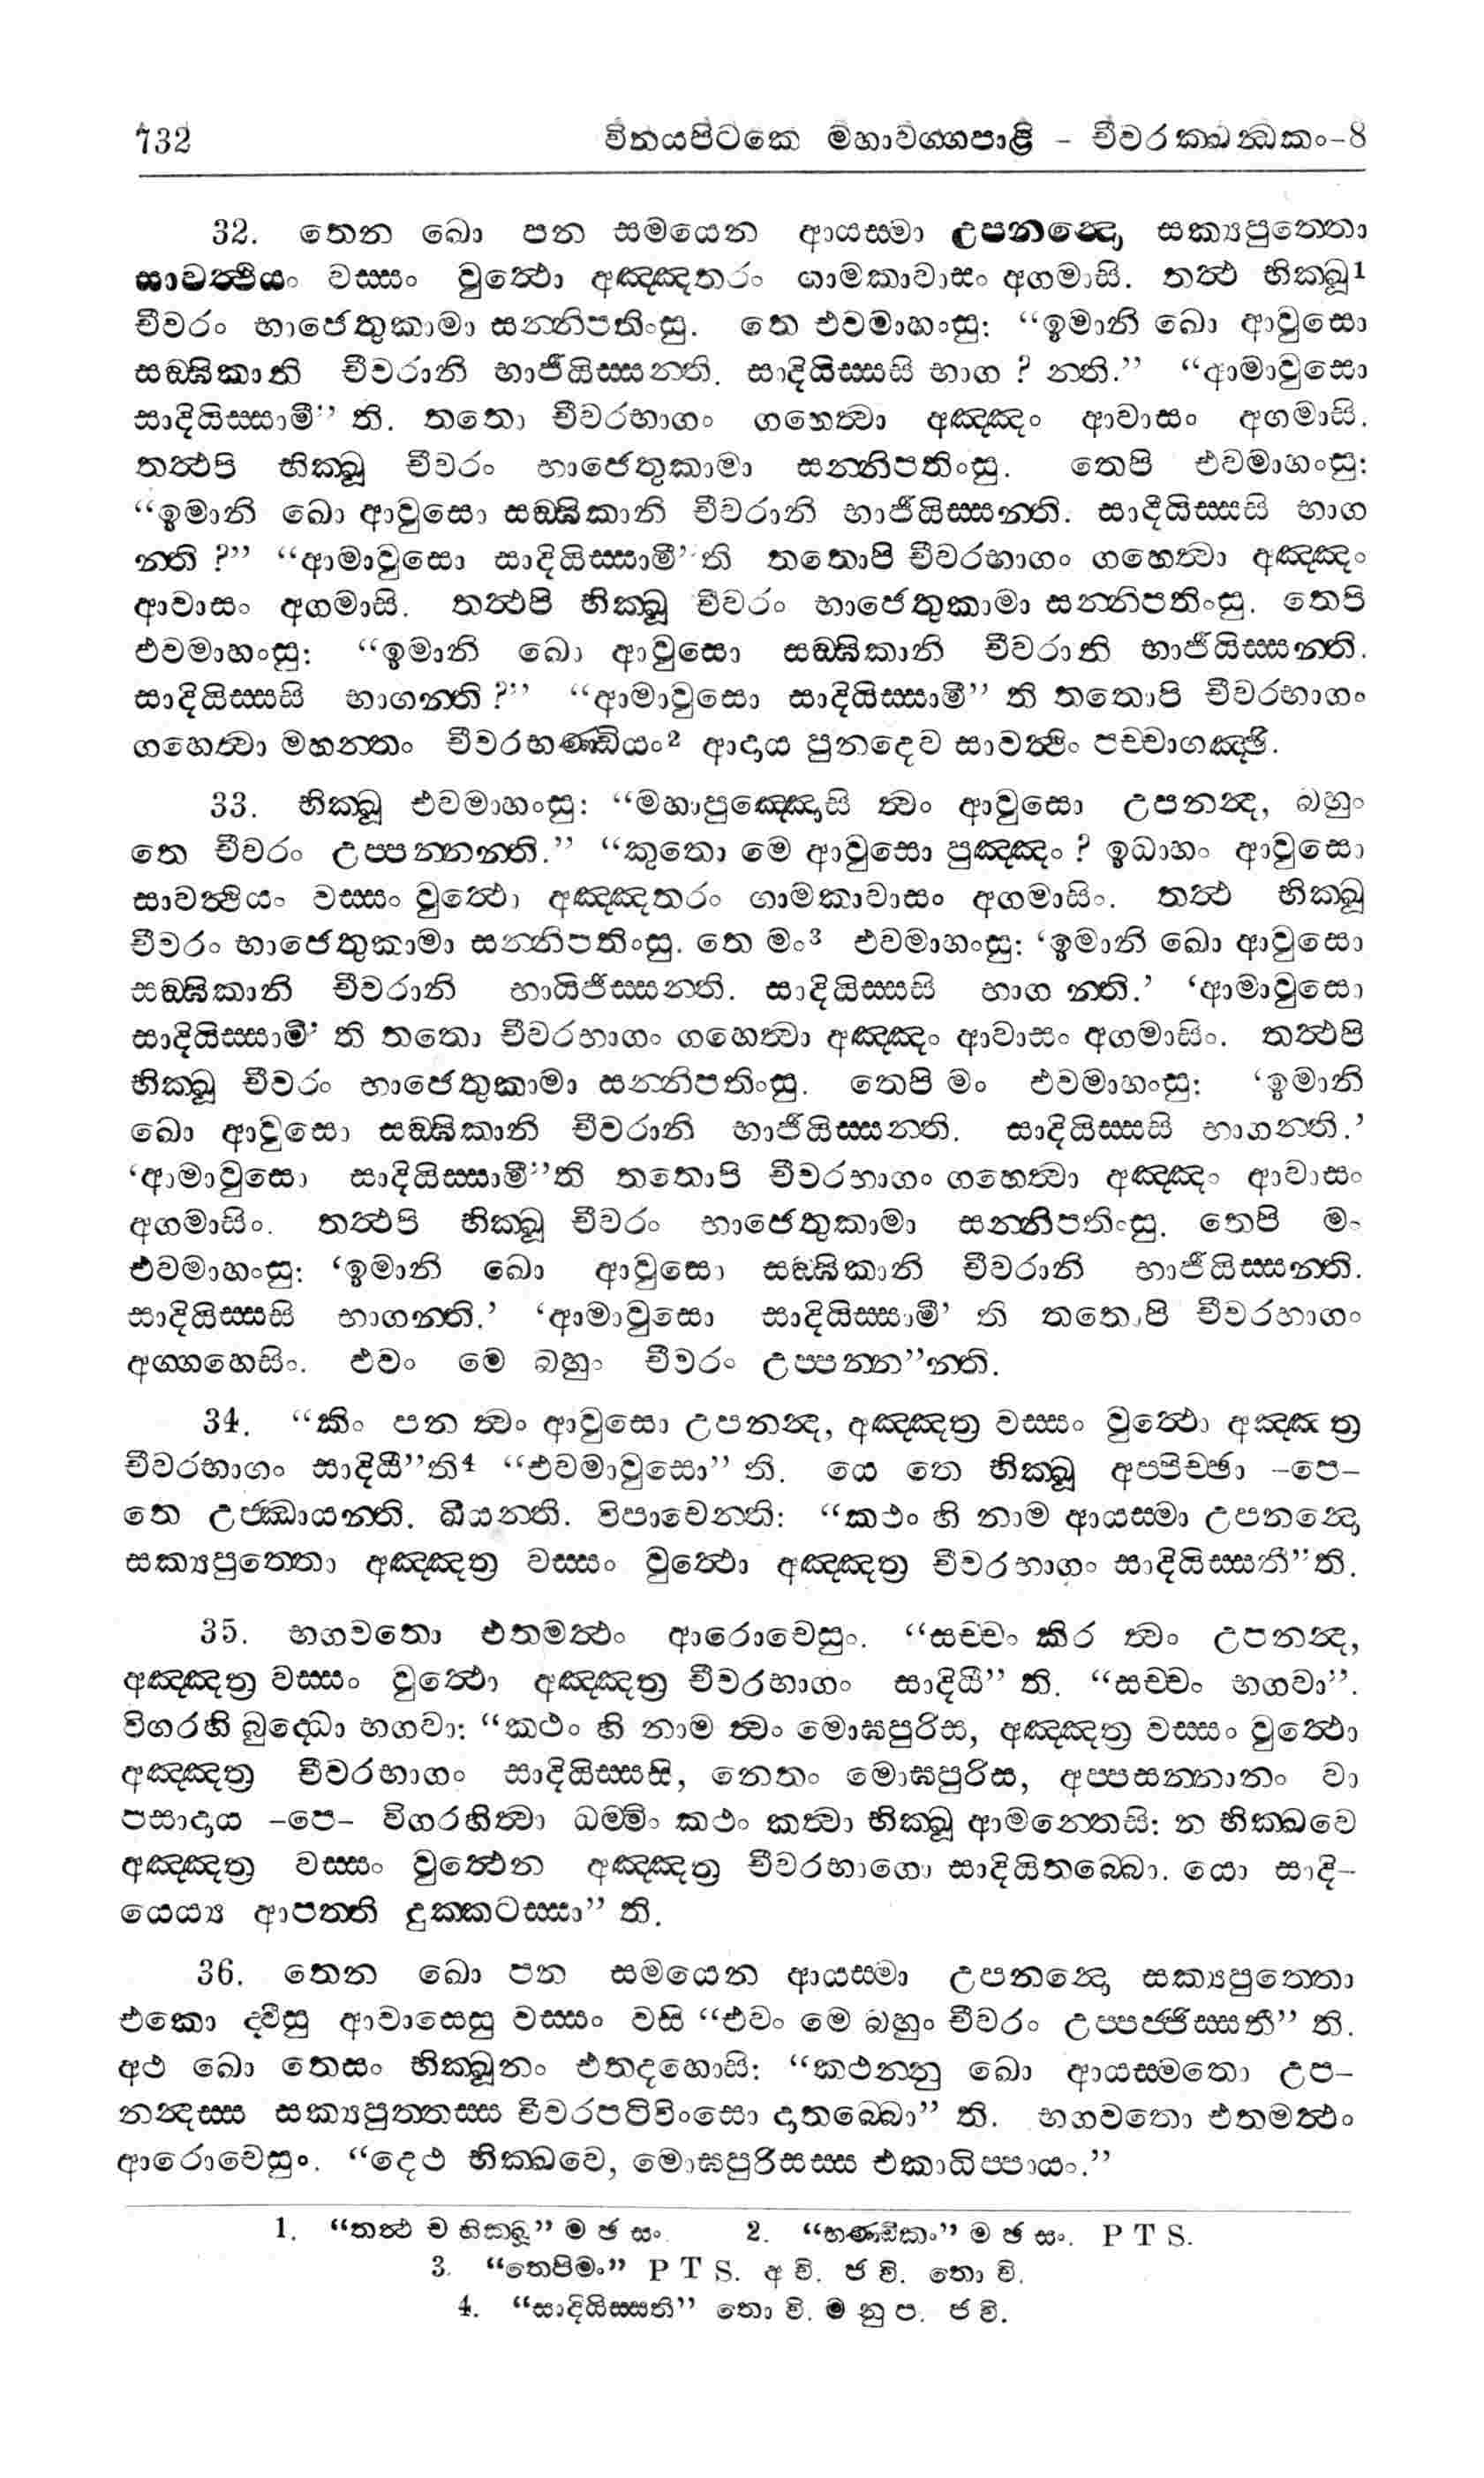 732 විනයපිටකෙ මහාවග්ගපාළි - චීවරක්ඛන්ධකං-8
32. තෙන ඛො පන සමයෙන ආයස්මා උපනන්දො සක්‍යපුත්තො
සාවත්ථියං වස්සං වුත්ථො අඤ්ඤතරං ගාමකාවාසං අගමාසි. තත්ථ භික්ඛූ1
චීවරං භාජෙතුකාමා සන්නිපතිංසු. තෙ එවමාහංසු: “ඉමානි ඛො ආවුසො
සඞ්ඝිකානි චීවරානි භාජීයිස්සන්ති. සාදියිස්සසි භාග ? න්ති.” “ආමාවුසො
සාදියිස්සාමී” ති. තතො චීවරභාගං ගහෙත්වා අඤ්ඤං ආවාසං අගමාසි.
තත්ථපි භික්ඛූ චීවරං භාජෙතුකාමා සන්නිපතිංසු. තෙපි එවමාහංසු:
“ඉමානි ඛො ආවුසො සඞ්ඝිකානි චීවරානි භාජීයිස්සන්ති. සාදීයිස්සසි භාග
න්ති ?” “ආමාවුසො සාදියිස්සාමී”ති තතොපි චීවරභාගං ගහෙත්වා අඤ්ඤං
ආවාසං අගමාසි. තත්ථපි භික්ඛූ චීවරං භාජෙතුකාමා සන්නිපතිංසු. තෙපි
එවමාහංසු: “ඉමානි ඛො ආවුසො සඞ්ඝිකානි චීවරානි භාජීයිස්සන්ති.
සාදියිස්සසි භාගන්ති ?” “ආමාවුසො සාදියිස්සාමී” ති තතොපි චීවරභාගං
ගහෙත්වා මහන්තං චීවරභණ්ඩියං2 ආදාය පුනදෙව සාවත්ථිං පච්චාගඤ්ඡි.
33. භික්ඛූ එවමාහංසු: “මහාපුඤ්ඤොසි ත්වං ආවුසො උපනන්ද, බහුං
තෙ චීවරං උප්පන්නන්ති.” “කුතො මෙ ආවුසො පුඤ්ඤං ? ඉධාහං ආවුසො
සාවත්ථියං වස්සං වුත්ථො අඤ්ඤතරං ගාමකාවාසං අගමාසිං. තත්ථ භික්ඛූ
චීවරං භාජෙතුකාමා සන්නිපතිංසු. තෙ මං3 එවමාහංසු: ‘ඉමානි ඛො ආවුසො
සඞ්ඝිකානි චීවරානි භායිජීස්සන්ති. සාදියිස්සසි භාග න්ති.’ ‘ආමාවුසො
සාදියිස්සාමී’ ති තතො චීවරභාගං ගහෙත්වා අඤ්ඤං ආවාසං අගමාසිං. තත්ථපි
භික්ඛූ චීවරං භාජෙතුකාමා සන්නිපතිංසු. තෙපි මං එවමාහංසු: ‘ඉමානි
ඛො ආවුසො සඞ්ඝිකානි චීවරානි භාජීයිස්සන්ති. සාදියිස්සසි භාගන්ති.’
‘ආමාවුසො සාදියිස්සාමී”ති තතොපි චීවරභාගං ගහෙත්වා අඤ්ඤං ආවාසං
අගමාසිං. තත්ථපි භික්ඛූ චීවරං භාජෙතුකාමා සන්නිපතිංසු. තෙපි මං
එවමාහංසු: ‘ඉමානි ඛො ආවුසො සඞ්ඝිකානි චීවරානි භාජීයිස්සන්ති.
සාදියිස්සසි භාගන්ති.’ ‘ආමාවුසො සාදියිස්සාමී’ ති තතොපි චීවරභාගං
අග්ගහෙසිං. එවං මෙ බහුං චීවරං උප්පන්න”න්ති.
34. “කිං පන ත්වං ආවුසො උපනන්ද, අඤ්ඤත්‍ර වස්සං වුත්ථො අඤ්ඤත්‍ර
චීවරභාගං සාදියී”ති4 “එවමාවුසො” ති. යෙ තෙ භික්ඛූ අප්පිච්ඡා -පෙ-
තෙ උජ්ඣායන්ති. ඛීයන්ති. විපාචෙන්ති: “කථං හි නාම ආයස්මා උපනන්දො
සක්‍යපුත්තො අඤ්ඤත්‍ර වස්සං වුත්ථො අඤ්ඤත්‍ර චීවරභාගං සාදියිස්සතී”ති.
35. භගවතො එතමත්ථං ආරොචෙසුං. “සච්චං කිර ත්වං උපනන්ද,
අඤ්ඤත්‍ර වස්සං වුත්ථො අඤ්ඤත්‍ර චීවරභාගං සාදියී” ති. “සච්චං භගවා”.
විගරහි බුද්ධො භගවා: “කථං හි නාම ත්වං මොඝපුරිස, අඤ්ඤත්‍ර වස්සං වුත්ථො
අඤ්ඤත්‍ර චීවරභාගං සාදියිස්සසි, නෙතං මොඝපුරිස, අප්පසන්නානං වා
පසාදාය -පෙ- විගරහිත්වා ධම්මිං කථං කත්වා භික්ඛූ ආමන්තෙසි: න භික්ඛවෙ
අඤ්ඤත්‍ර වස්සං වුත්ථෙන අඤ්ඤත්‍ර චීවරභාගො සාදියිතබ්බො. යො සාදි-
යෙය්‍ය ආපත්ති දුක්කටස්සා” ති.
36. තෙන ඛො පන සමයෙන ආයස්මා උපනන්දො සක්‍යපුත්තො
එකො ද්වීසු ආවාසෙසු වස්සං වසි “එවං මෙ බහුං චීවරං උප්පජ්ජිස්සතී” ති.
අථ ඛො තෙසං භික්ඛූනං එතදහොසි: “කථන්නු ඛො ආයස්මතො උප-
නන්දස්ස සක්‍යපුත්තස්ස චීවරපටිවිංසො දාතබ්බො” ති. භගවතො එතමත්ථං
ආරොචෙසුං. “දෙථ භික්ඛවෙ, මොඝපුරිසස්ස එකාධිප්පායං.”
1. “තත්ථ ච භික්ඛූ” ම ඡ සං. 2. “භණ්ඩිකං” ම ඡ සං. P T S.
3. “තෙපිමං” P T S. අ වි. ජ වි. තො වි.
4. “සාදියිස්සති” තො වි. ම නු ප. ජ වි.